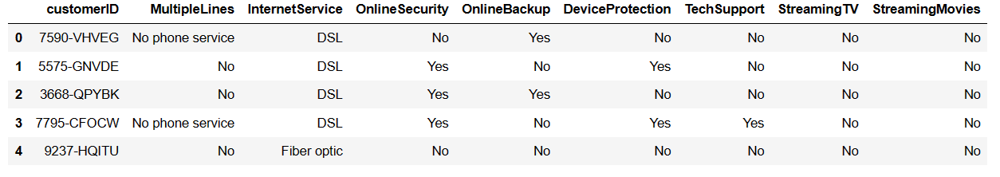 customerID MultipleLines InternetService OnlineSecurity OnlineBackup DeviceProtection TechSupport StreamingTV StreamingMovies
0 7590-VHVEG No phone service DSL No Yes No No No No
1 5575-GNVDE No DSL Yes No Yes No No No
2 3668-QPYBK No DSL Yes Yes No No No No
3 7795-CFOCW No phone service DSL Yes No Yes Yes No No
4 9237-HQITU No Fiber optic No No No No No No